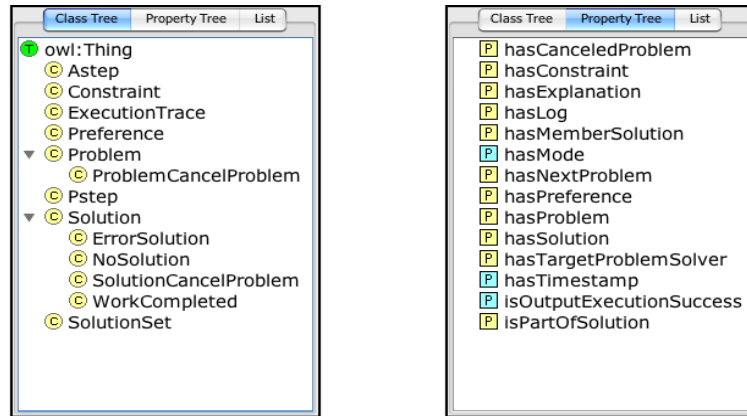 Class Tree Property Tree List
T owl:Thing
C Astep
C Constraint
C ExecutionTrace
C Preference
C Problem
C ProblemCancelProblem
C Pstep
C Solution
C ErrorSolution
C NoSolution
C SolutionCancelProblem
C WorkCompleted
C SolutionSet
Class Tree Property Tree List
P hasCanceledProblem
P hasConstraint
P hasExplanation
P hasLog
P hasMemberSolution
P hasMode
P hasNextProblem
P hasPreference
P hasProblem
P hasSolution
P hasTargetProblemSolver
P hasTimestamp
P isOutputExecutionSuccess
P isPartOfSolution